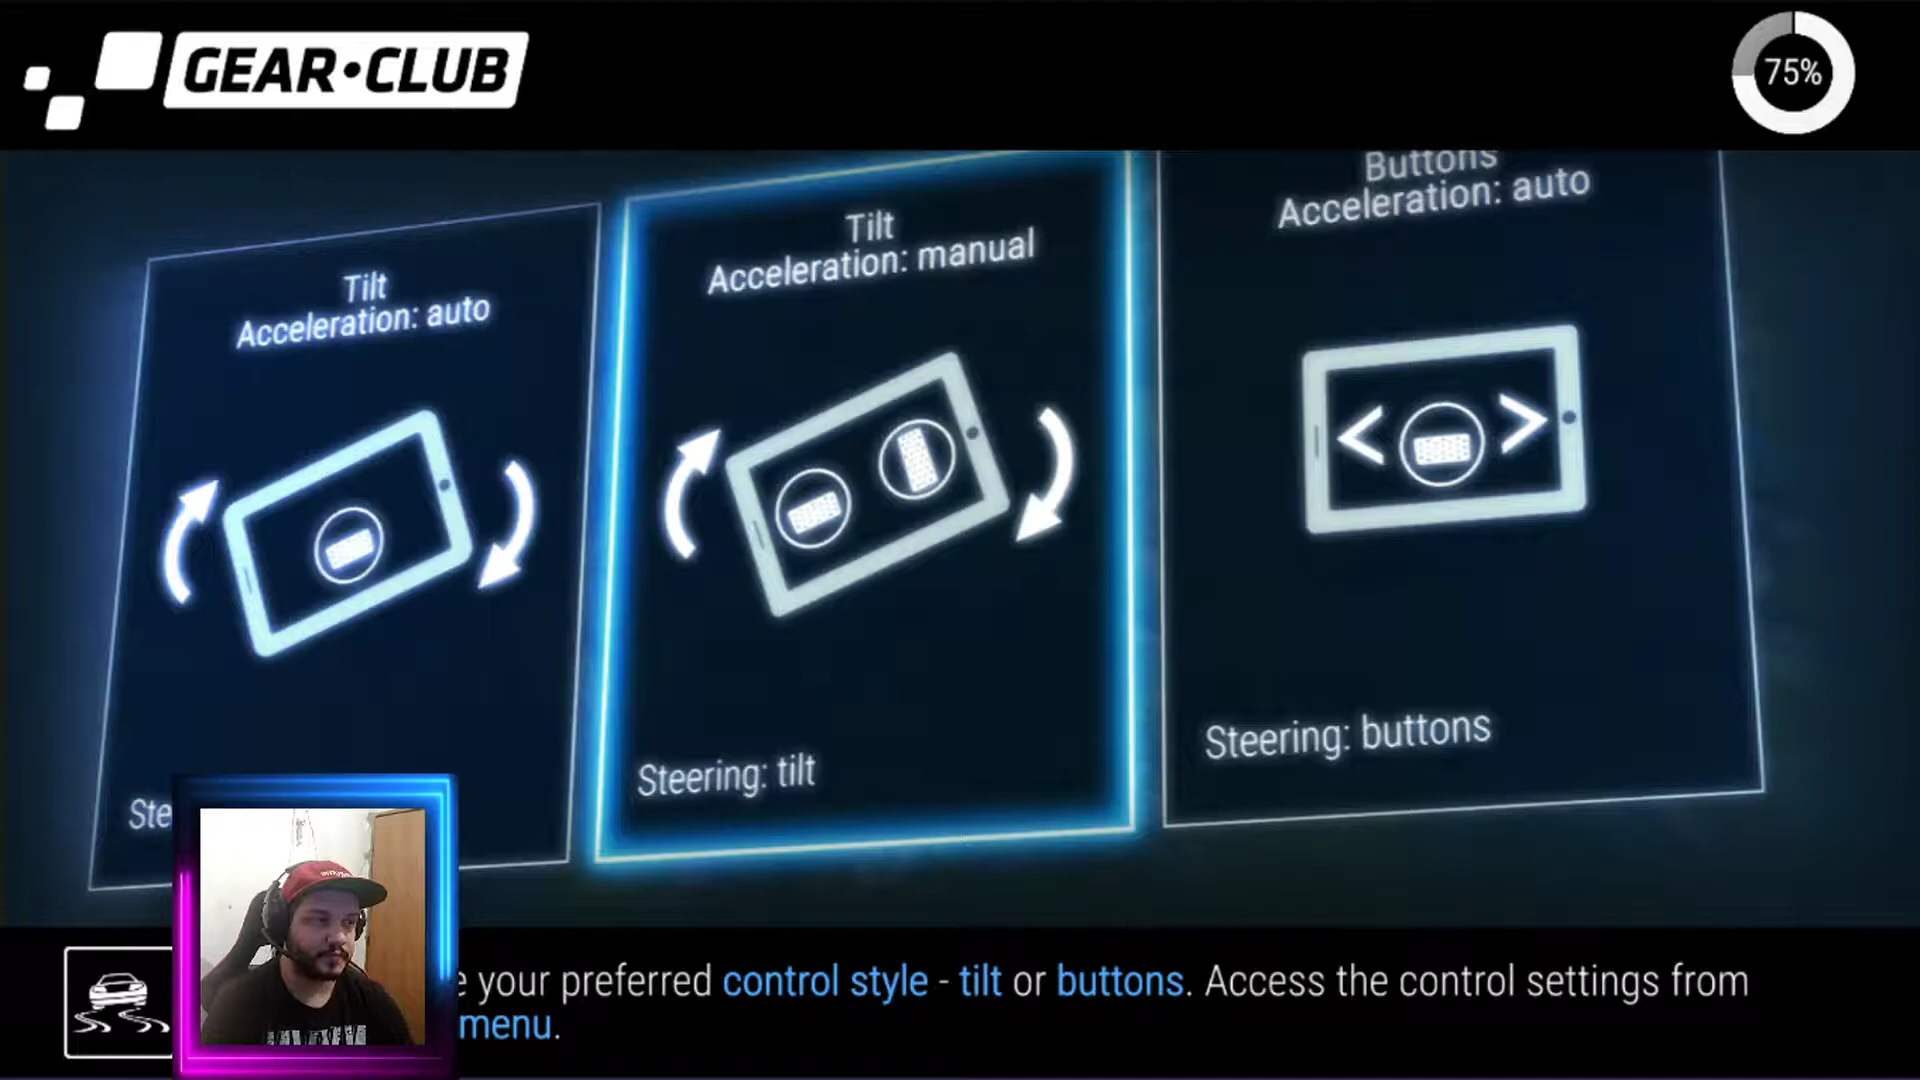 GEAR•CLUB
75%
Tilt
Acceleration: auto
Tilt
Acceleration: manual
Buttons
Acceleration: auto
Steering: buttons
Steering: tilt
Ste
e your preferred control style - tilt or buttons. Access the control settings from
menu.